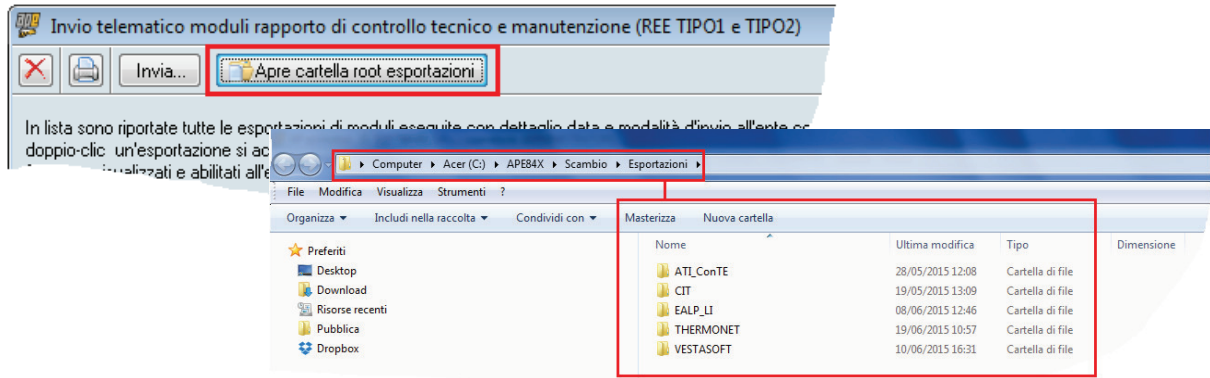 Invio telematico moduli rapporto di controllo tecnico e manutenzione (REE TIPO1 e TIPO2)
Invia... Apre cartella root esportazioni
In lista sono riportate tutte le esportazioni di moduli eseguite con dettaglio data e modalità d'invio all'ente
doppio-clic un'esportazione si
e abilitati
Computer ▸ Acer (C:) ▸ APE84X ▸ Scambio ▸ Esportazioni ▸
File Modifica Visualizza Strumenti ?
Organizza ▾ Includi nella raccolta ▾ Condividi con ▾ Masterizza Nuova cartella
Preferiti
Desktop
Download
Risorse recenti
Pubblica
Dropbox
Nome Ultima modifica Tipo Dimensione
ATI_ConTE 28/05/2015 12:08 Cartella di file
CIT 19/05/2015 13:09 Cartella di file
EALP_LI 08/06/2015 12:46 Cartella di file
THERMONET 19/06/2015 10:57 Cartella di file
VESTASOFT 10/06/2015 16:31 Cartella di file